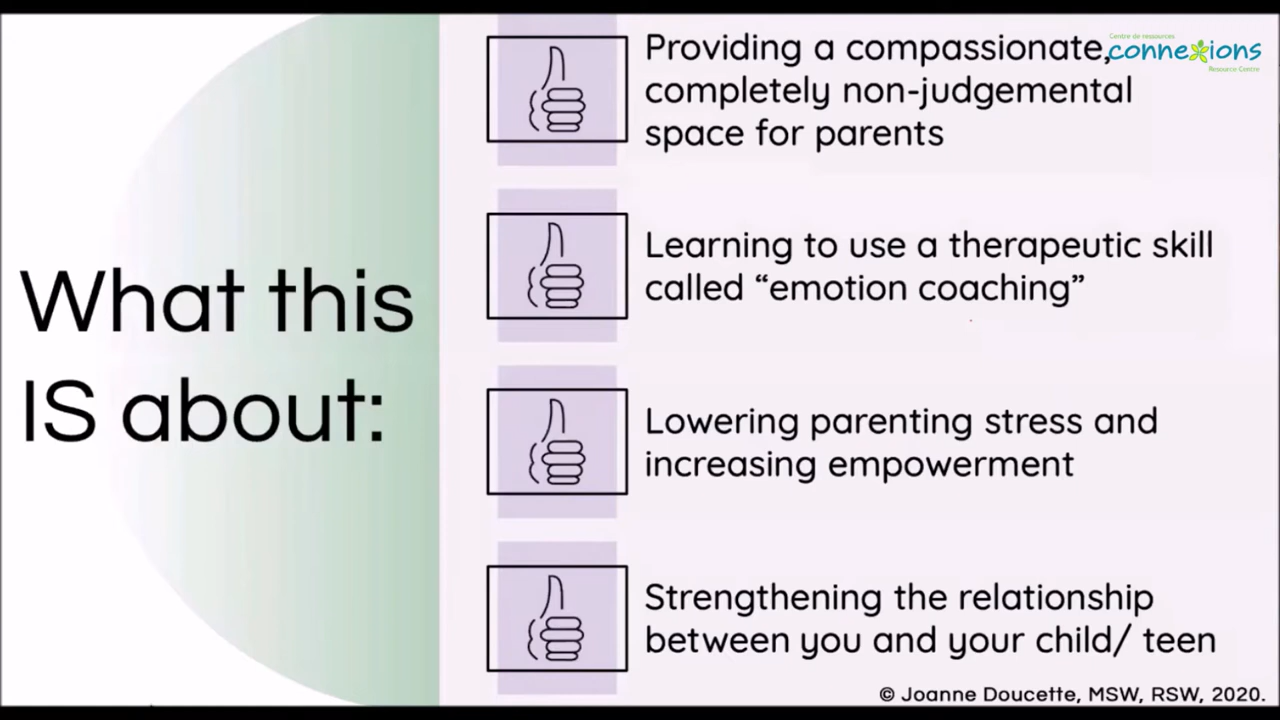 What this
IS about:
Providing a compassionate,
completely non-judgemental
space for parents
Learning to use a therapeutic skill
called “emotion coaching”
Lowering parenting stress and
increasing empowerment
Strengthening the relationship
between you and your child/ teen
Centre de ressources
connexions
Resource Centre
© Joanne Doucette, MSW, RSW, 2020.